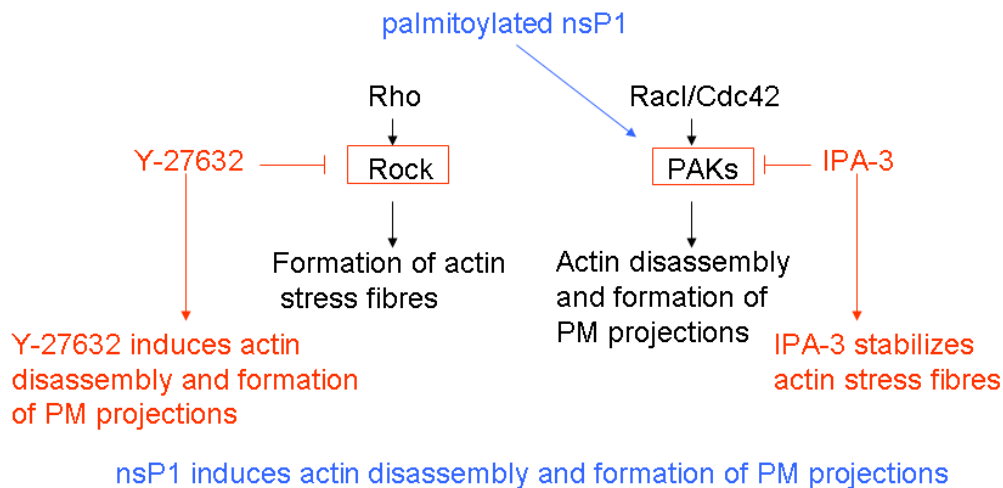 palmitoylated nsP1
Rho
RacI/Cdc42
Y-27632
Rock
PAKs
IPA-3
Formation of actin
stress fibres
Actin disassembly
and formation of
PM projections
Y-27632 induces actin
disassembly and formation
of PM projections
IPA-3 stabilizes
actin stress fibres
nsP1 induces actin disassembly and formation of PM projections